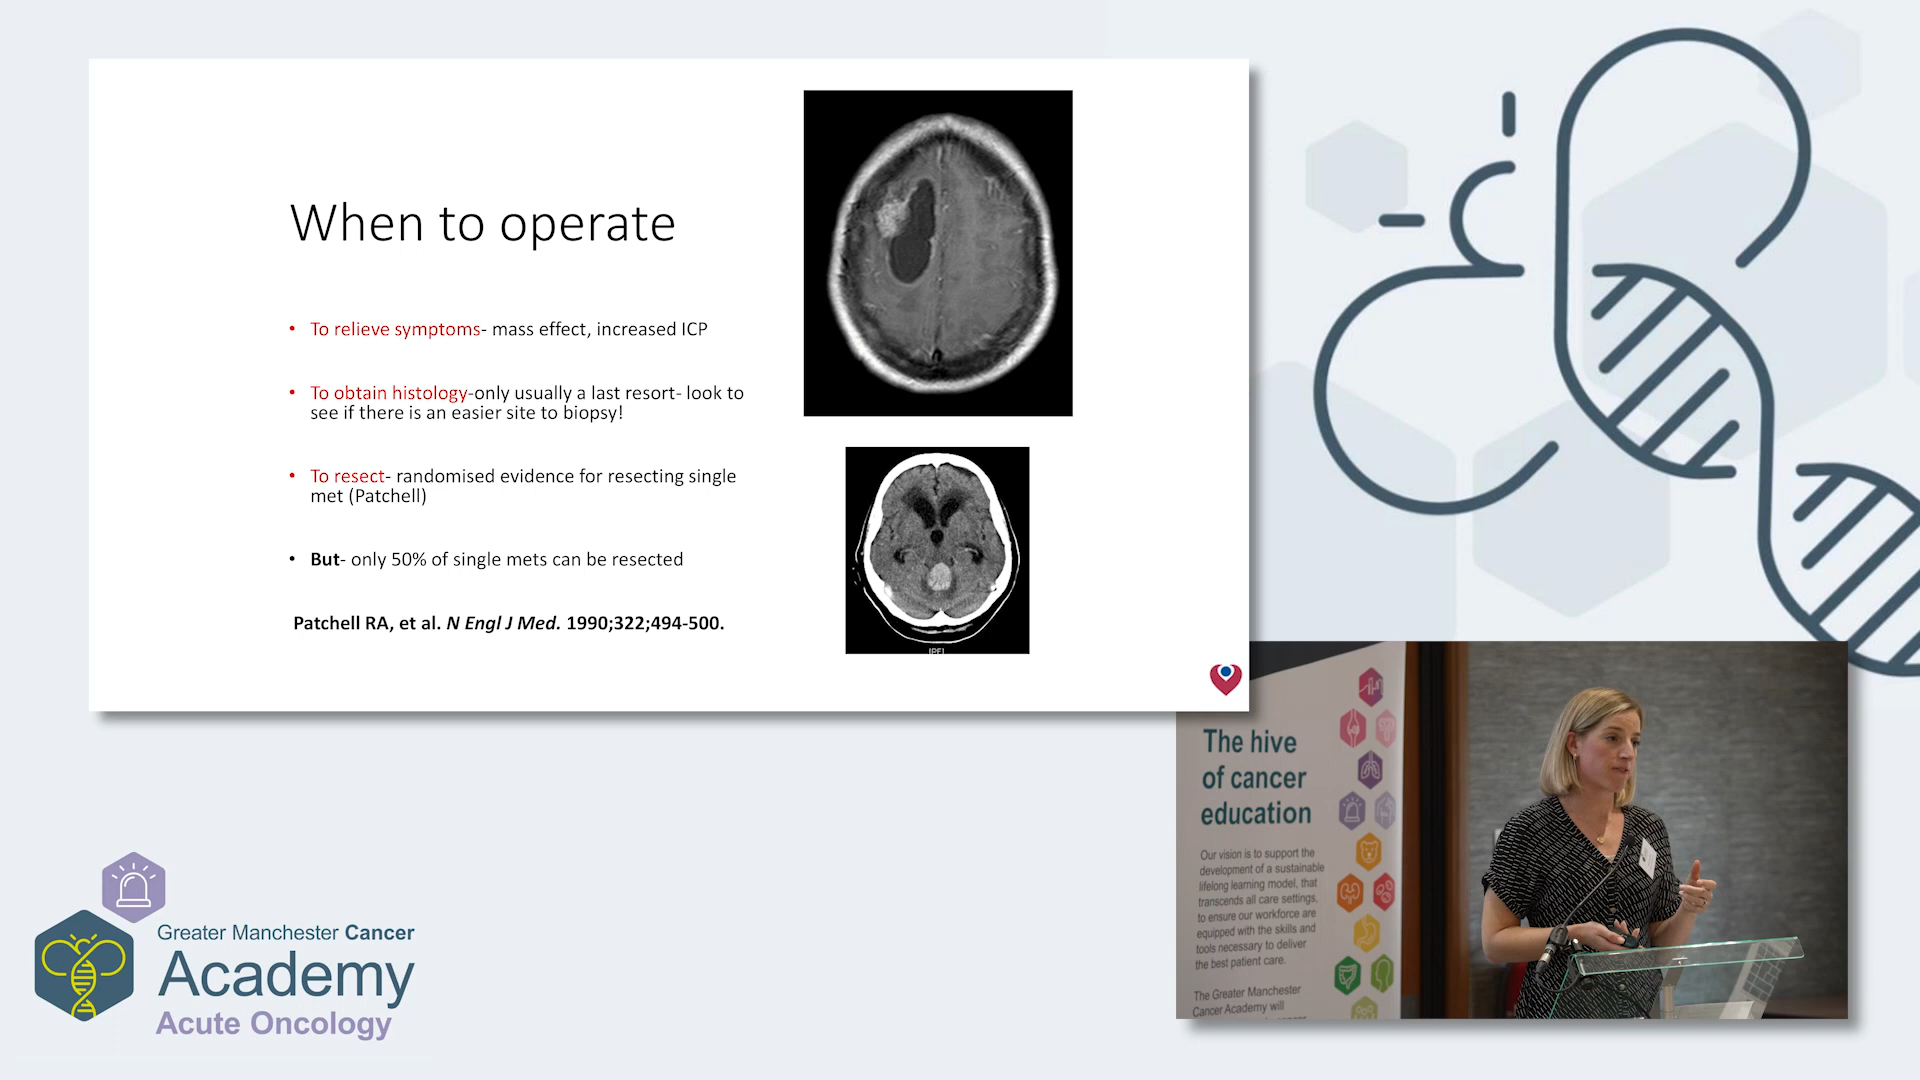 When to operate
• To relieve symptoms- mass effect, increased ICP
• To obtain histology-only usually a last resort- look to
see if there is an easier site to biopsy!
• To resect- randomised evidence for resecting single
met (Patchell)
• But- only 50% of single mets can be resected
Patchell RA, et al. N Engl J Med. 1990;322;494-500.
The hive
of cancer
education
Our vision is to support the
development of a sustainable
lifelong learning model, that
transcends all care settings,
to ensure our workforce are
equipped with the skills and
tools necessary to deliver
the best patient care.
The Greater Manchester
Cancer Academy will
Greater Manchester Cancer
Academy
Acute Oncology